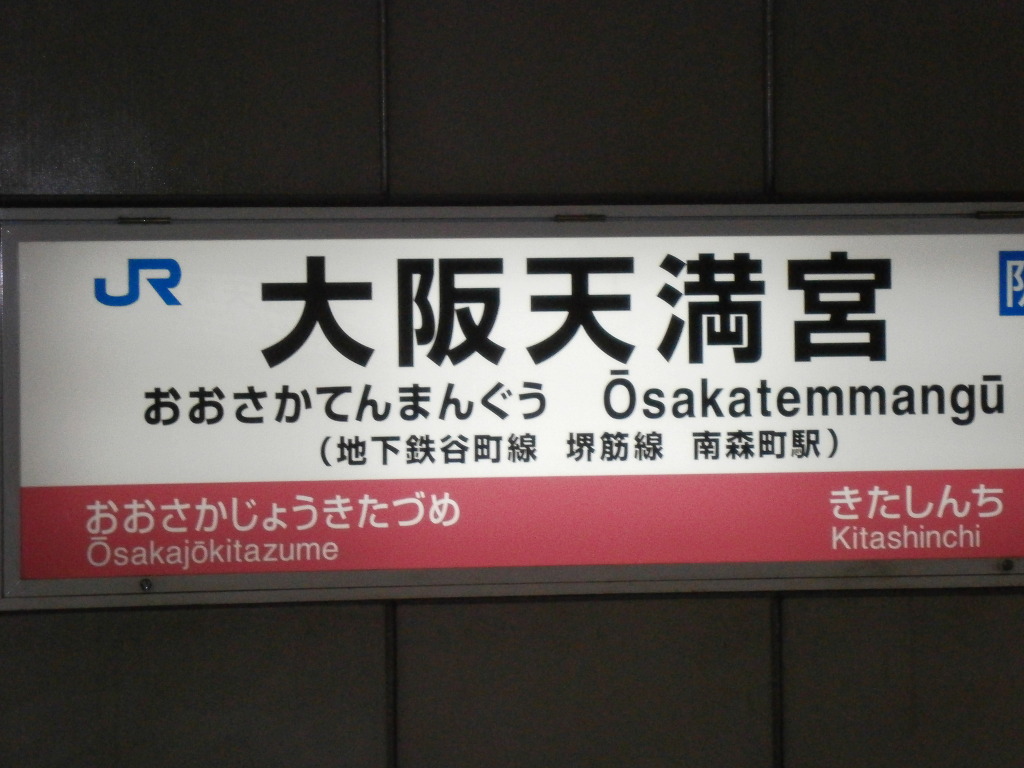 JR 大阪天満宮 阪
おおさかてんまんぐう Ōsakatemmangū
(地下鉄谷町線 堺筋線 南森町駅)
おおさかじょうきたづめ きたしんち
Ōsakajōkitazume Kitashinchi